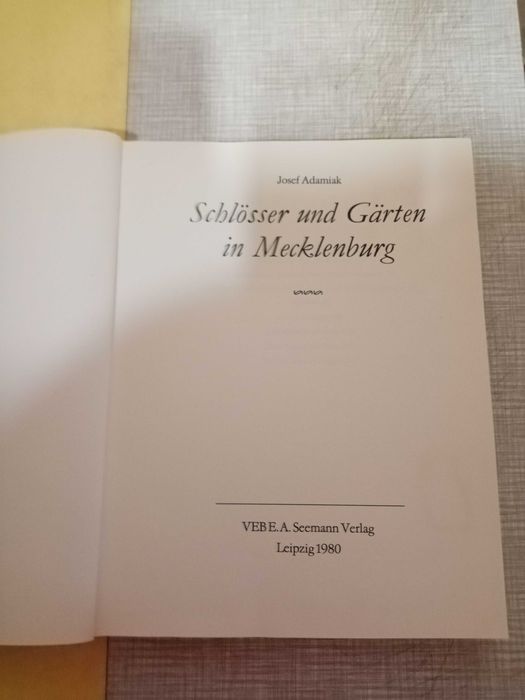 Josef Adamiak
Schlösser und Gärten
in Mecklenburg
VEB E. A. Seemann Verlag
Leipzig 1980